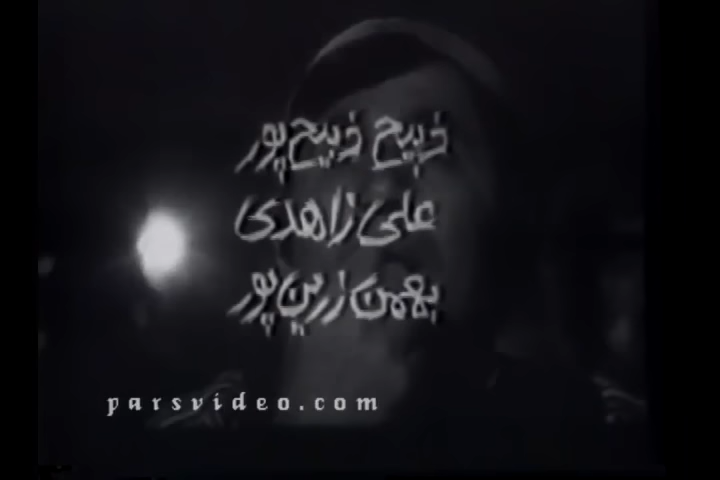 ذبیح ذبیح پور
علی زاهدی
بهمن زرین پور
parsvideo.com